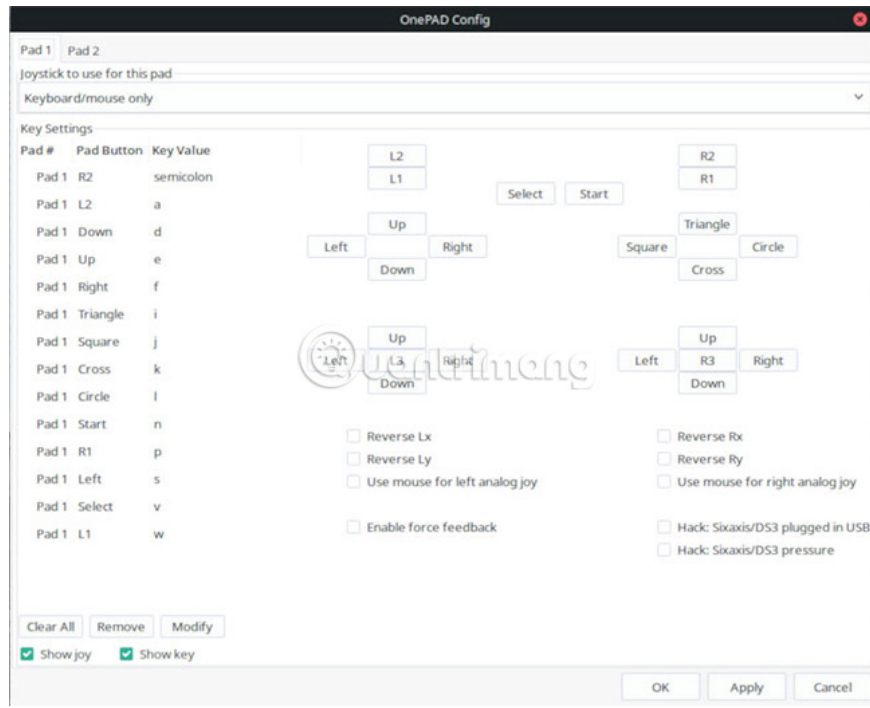 OnePAD Config
Pad 1 Pad 2
Joystick to use for this pad
Keyboard/mouse only
Key Settings
Pad # Pad Button Key Value
Pad 1 R2 semicolon
Pad 1 L2 a
Pad 1 Down d
Pad 1 Up e
Pad 1 Right f
Pad 1 Triangle i
Pad 1 Square j
Pad 1 Cross k
Pad 1 Circle l
Pad 1 Start n
Pad 1 R1 p
Pad 1 Left s
Pad 1 Select v
Pad 1 L1 w
L2 R2
L1 R1
Select Start
Up Triangle
Left Right Square Circle
Down Cross
Up Up
Left L3 Right Left R3 Right
Down Down
Quantrimang
Reverse Lx Reverse Rx
Reverse Ly Reverse Ry
Use mouse for left analog joy Use mouse for right analog joy
Enable force feedback Hack: Sixaxis/DS3 plugged in USB
Hack: Sixaxis/DS3 pressure
Clear All Remove Modify
Show joy Show key
OK Apply Cancel